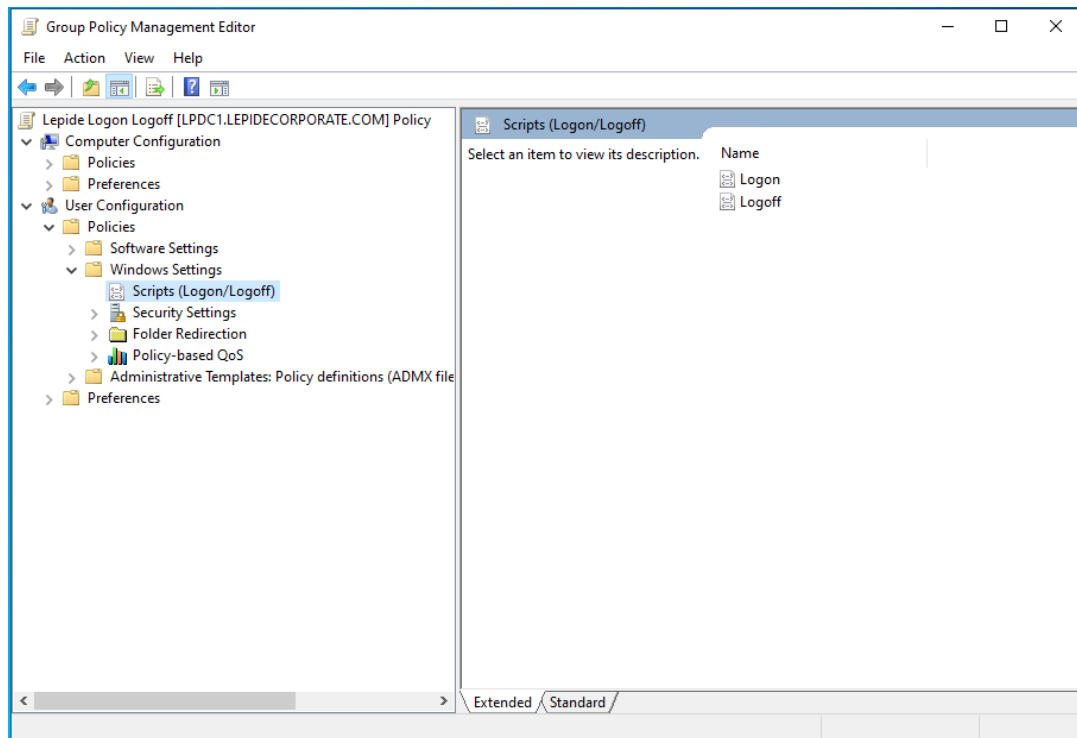 Group Policy Management Editor
File Action View Help
Lepide Logon Logoff [LPDC1.LEPIDECORPORATE.COM] Policy
Computer Configuration
Policies
Preferences
User Configuration
Policies
Software Settings
Windows Settings
Scripts (Logon/Logoff)
Security Settings
Folder Redirection
Policy-based QoS
Administrative Templates: Policy definitions (ADMX file
Preferences
Scripts (Logon/Logoff)
Select an item to view its description.
Name
Logon
Logoff
Extended
Standard